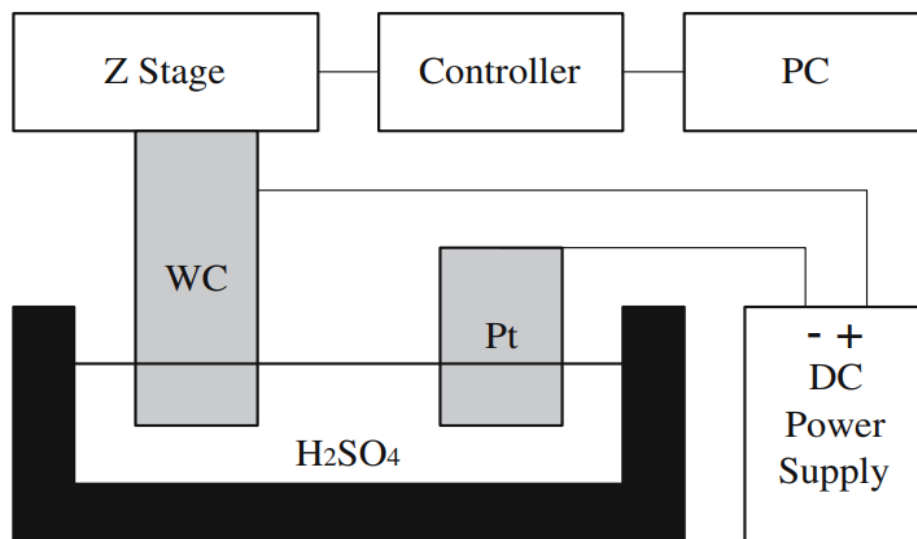 Z Stage
Controller
PC
WC
Pt
H2SO4
- +
DC
Power
Supply